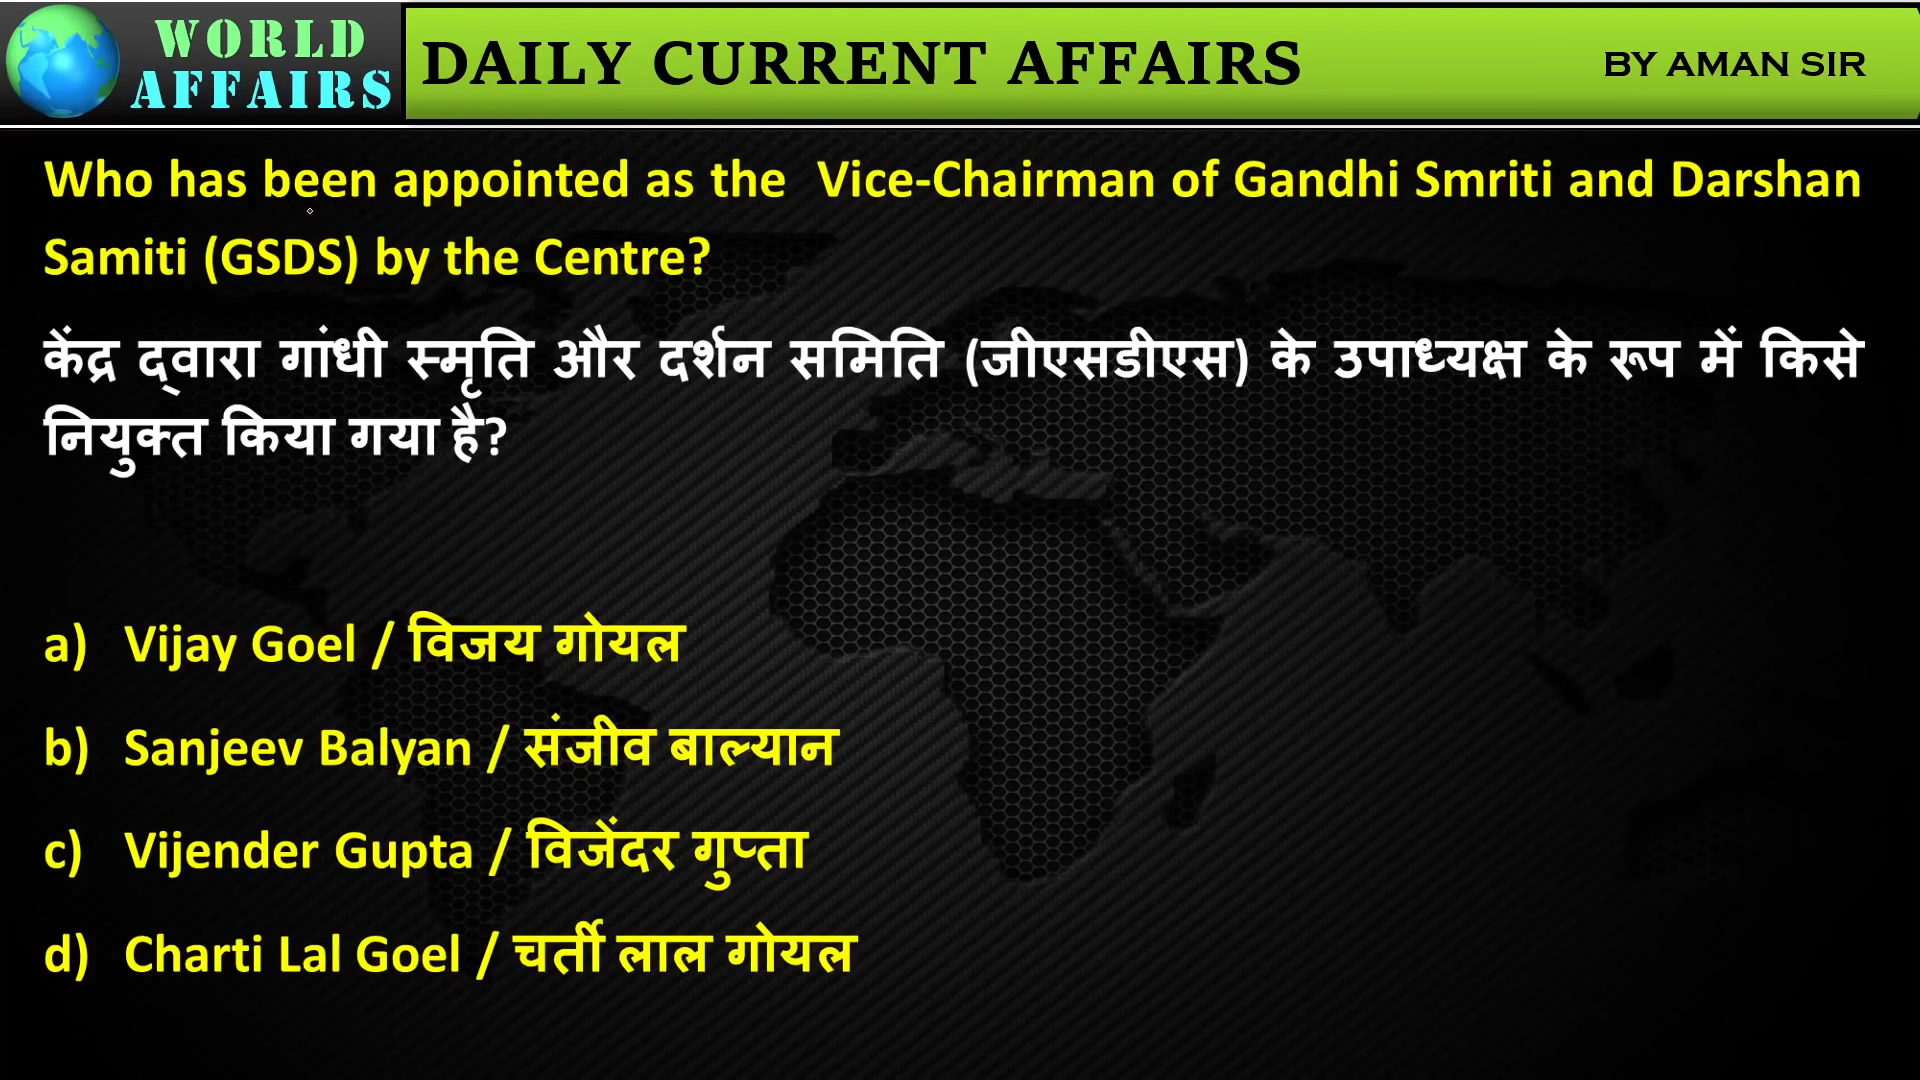 WORLD AFFAIRS
DAILY CURRENT AFFAIRS
BY AMAN SIR
Who has been appointed as the Vice-Chairman of Gandhi Smriti and Darshan
Samiti (GSDS) by the Centre?
केंद्र द्वारा गांधी स्मृति और दर्शन समिति (जीएसडीएस) के उपाध्यक्ष के रूप में किसे
नियुक्त किया गया है?
a) Vijay Goel / विजय गोयल
b) Sanjeev Balyan / संजीव बाल्यान
c) Vijender Gupta / विजेंदर गुप्ता
d) Charti Lal Goel / चर्ती लाल गोयल